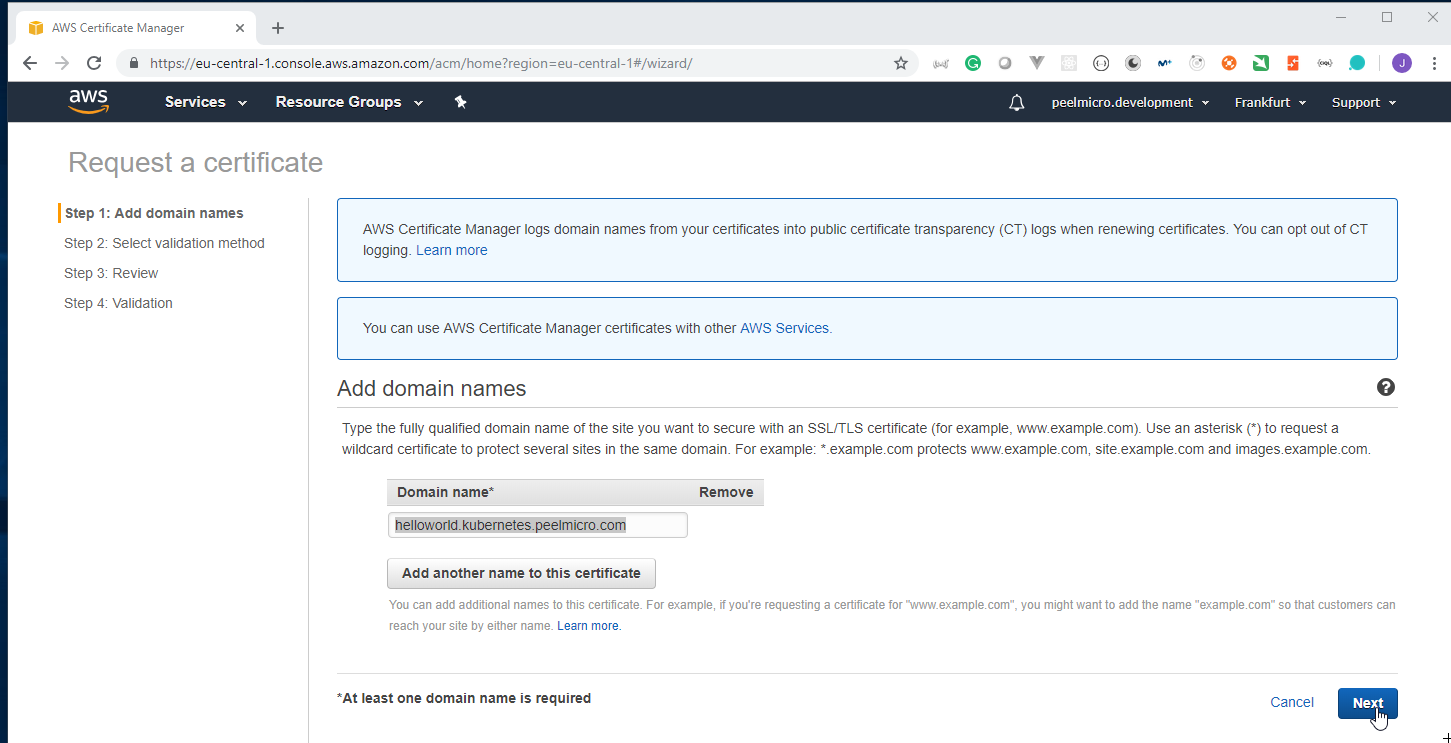 AWS Certificate Manager
https://eu-central-1.console.aws.amazon.com/acm/home?region=eu-central-1#/wizard/
J
aws Services Resource Groups peelmicro.development Frankfurt Support
Request a certificate
Step 1: Add domain names
Step 2: Select validation method
Step 3: Review
Step 4: Validation
AWS Certificate Manager logs domain names from your certificates into public certificate transparency (CT) logs when renewing certificates. You can opt out of CT
logging. Learn more
You can use AWS Certificate Manager certificates with other AWS Services.
Add domain names
Type the fully qualified domain name of the site you want to secure with an SSL/TLS certificate (for example, www.example.com). Use an asterisk (*) to request a
wildcard certificate to protect several sites in the same domain. For example: *.example.com protects www.example.com, site.example.com and images.example.com.
Domain name* Remove
helloworld.kubernetes.peelmicro.com
Add another name to this certificate
You can add additional names to this certificate. For example, if you're requesting a certificate for "www.example.com", you might want to add the name "example.com" so that customers can
reach your site by either name. Learn more.
*At least one domain name is required
Cancel Next